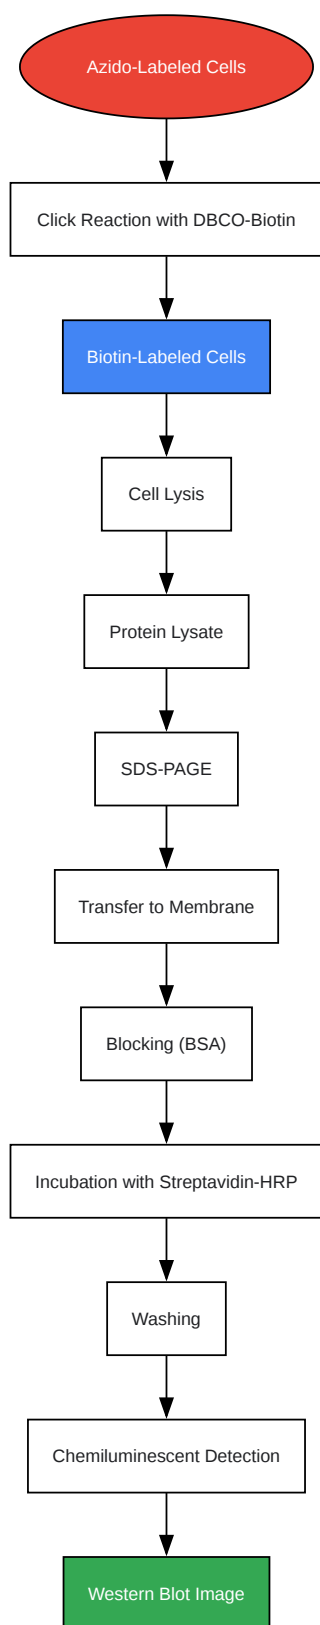 Azido-Labeled Cells
Click Reaction with DBCO-Biotin
Biotin-Labeled Cells
Cell Lysis
Protein Lysate
SDS-PAGE
Transfer to Membrane
Blocking (BSA)
Incubation with Streptavidin-HRP
Washing
Chemiluminescent Detection
Western Blot Image